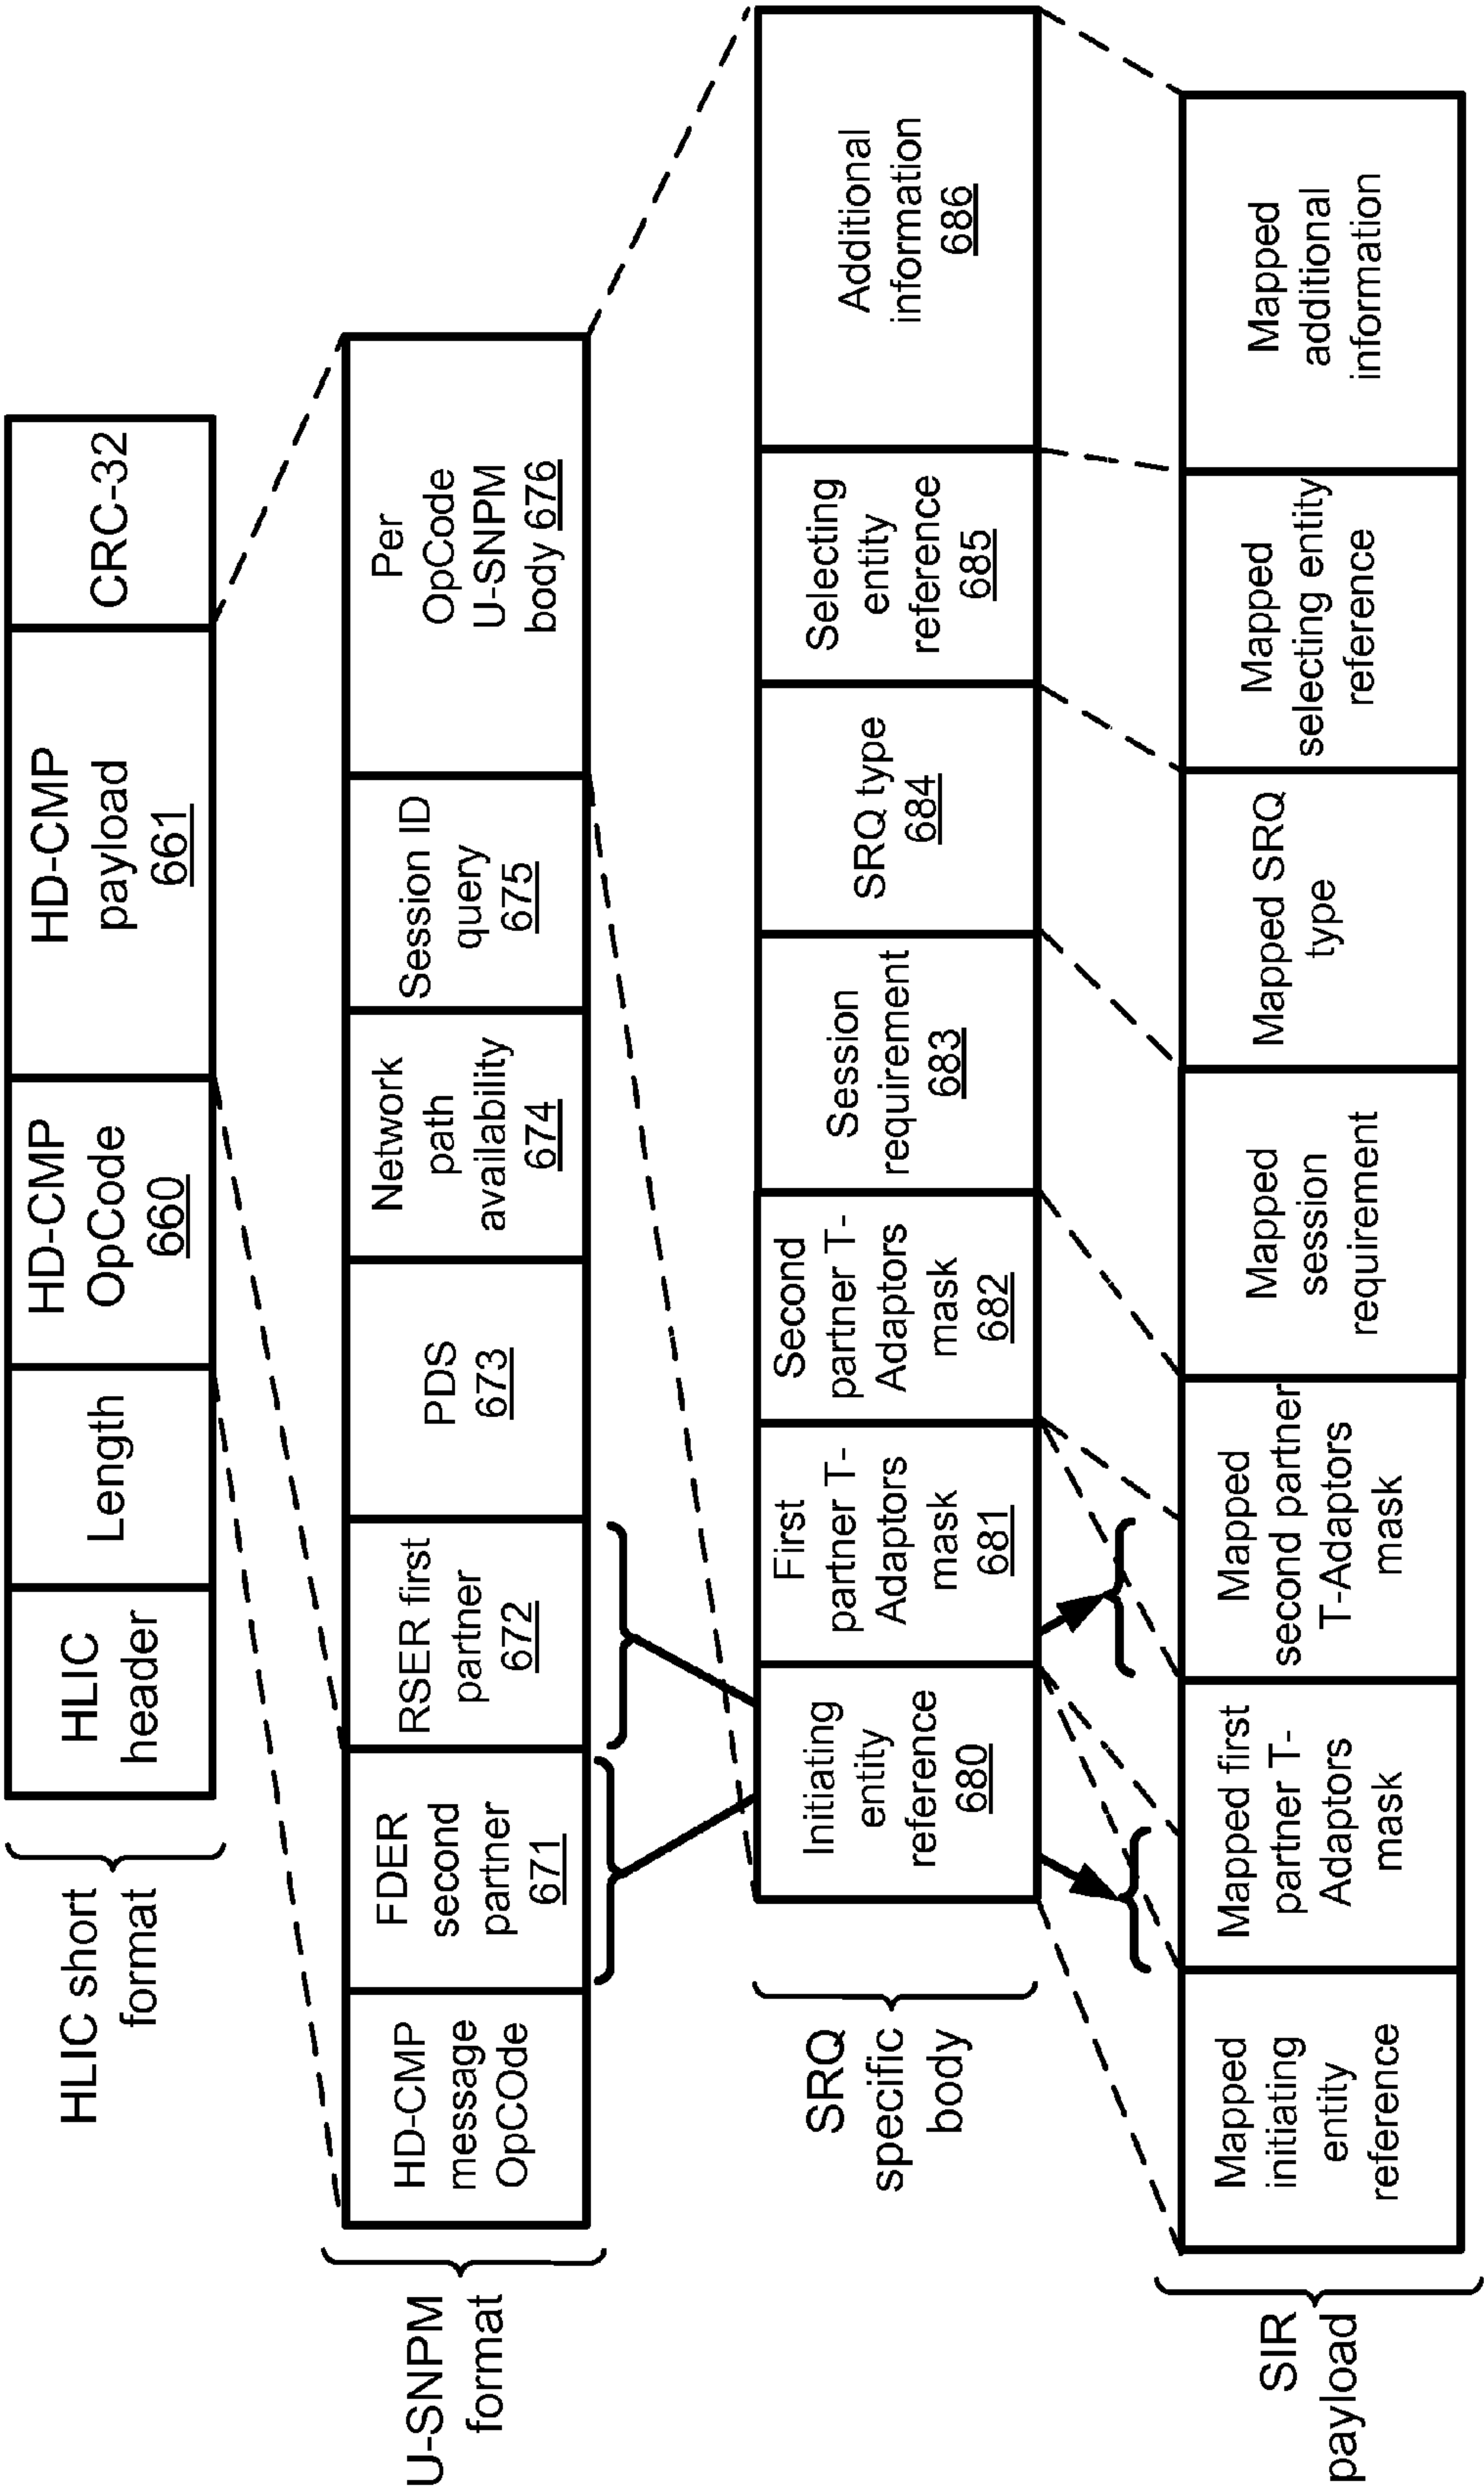 HLIC short
format
HLIC
header
Length
HD-CMP
OpCode
660
HD-CMP
payload
661
CRC-32
U-SNPM
format
HD-CMP
message
OpCOde
FDER
second
partner
671
RSER first
partner
672
PDS
673
Network
path
availability
674
Session ID
query
675
Per
OpCode
U-SNPM
body 676
SRQ
specific
body
Initiating
entity
reference
680
First
partner T-
Adaptors
mask
681
Second
partner T-
Adaptors
mask
682
Session
requirement
683
SRQ type
684
Selecting
entity
reference
685
Additional
information
686
SIR
payload
Mapped
initiating
entity
reference
Mapped first
partner T-
Adaptors
mask
Mapped
second partner
T-Adaptors
mask
Mapped
session
requirement
Mapped SRQ
type
Mapped
selecting entity
reference
Mapped
additional
information